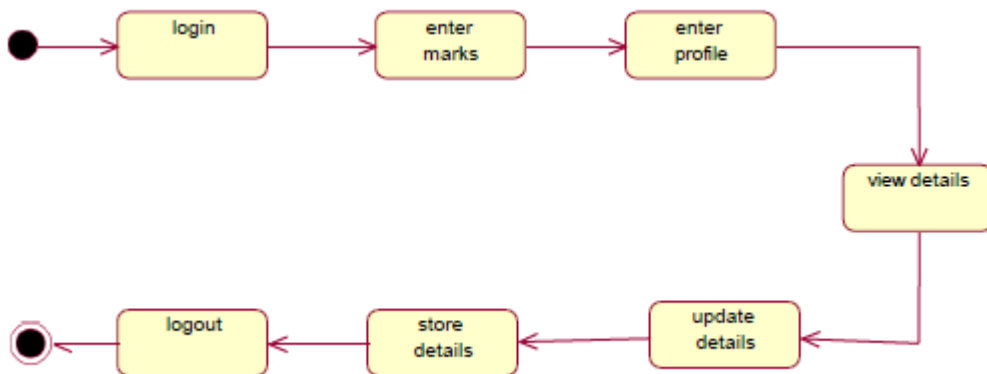 login
enter
marks
enter
profile
view details
update
details
store
details
logout